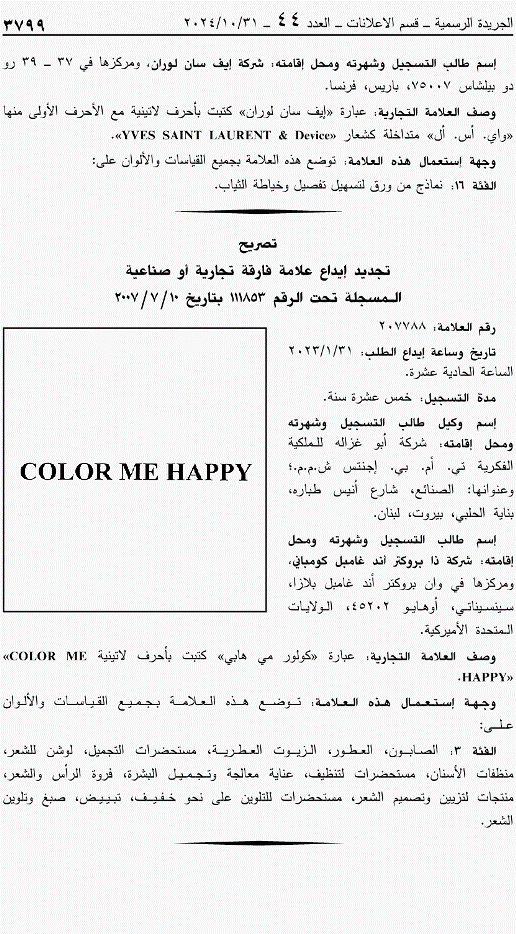 الجريدة الرسمية ــ قسم الاعلانات ــ العدد ٤٤ ــ ٢٠٢٤/١٠/٣١
٣٧٩٩
إسم طالب التسجيل وشهرته ومحل إقامته: شركة إيف سان لوران، ومركزها في ٣٧ ــ ٣٩ رو
دو بيلشاس ٧٥٠٠٧، باريس، فرنسا.
وصف العلامة التجارية: عبارة «إيف سان لوران» كتبت بأحرف لاتينية مع الأحرف الأولى منها
«واي. أس. أل» متداخلة كشعار «YVES SAINT LAURENT & Device».
وجهة إستعمال هذه العلامة: توضع هذه العلامة بجميع القياسات والألوان على:
الفئة ١٦: نماذج من ورق لتسهيل تفصيل وخياطة الثياب.
تصريح
تجديد إيداع علامة فارقة تجارية أو صناعية
المسجلة تحت الرقم ١١١٨٥٣ بتاريخ ٢٠٠٧/٧/١٠
رقم العلامة: ٢٠٧٧٨٨
تاريخ وساعة إيداع الطلب: ٢٠٢٣/١/٣١
الساعة الحادية عشرة.
مدة التسجيل: خمس عشرة سنة.
إسم وكيل طالب التسجيل وشهرته
ومحل إقامته: شركة أبو غزاله للملكية
الفكرية تي. أم. بي. إجنتس ش.م.م.؛
وعنوانها: الصنائع، شارع أنيس طباره،
بناية الحلبي، بيروت، لبنان.
إسم طالب التسجيل وشهرته ومحل
إقامته: شركة ذا بروكتر أند غامبل كومباني،
ومركزها في وان بروكتر أند غامبل بلازا،
سينسيناتي، أوهايو ٤٥٢٠٢، الولايات
المتحدة الأميركية.
COLOR ME HAPPY
وصف العلامة التجارية: عبارة «كولور مي هابي» كتبت بأحرف لاتينية «COLOR ME
HAPPY».
وجهة إستعمال هذه العلامة: توضع هذه العلامة بجميع القياسات والألوان
على:
الفئة ٣: الصابون، العطور، الزيوت العطرية، مستحضرات التجميل، لوشن للشعر،
منظفات الأسنان، مستحضرات لتنظيف، عناية معالجة وتجميل البشرة، فروة الرأس والشعر،
منتجات لتزيين وتصميم الشعر، مستحضرات للتلوين على نحو خفيف، تبييض، صبغ وتلوين
الشعر.